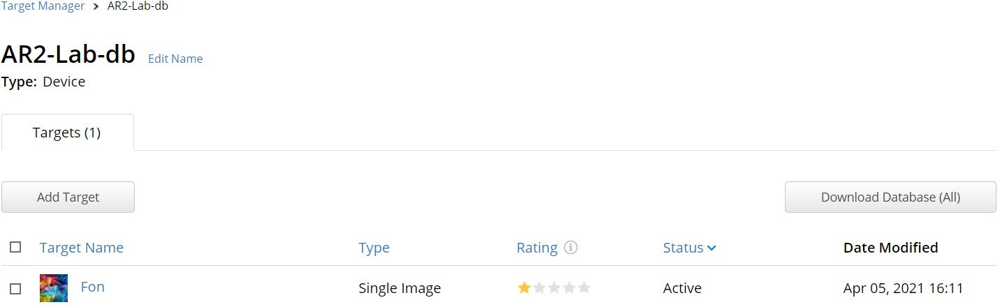 Target Manager > AR2-Lab-db
AR2-Lab-db Edit Name
Type: Device
Targets (1)
Add Target Download Database (All)
Target Name Type Rating Status Date Modified
Fon Single Image Active Apr 05, 2021 16:11